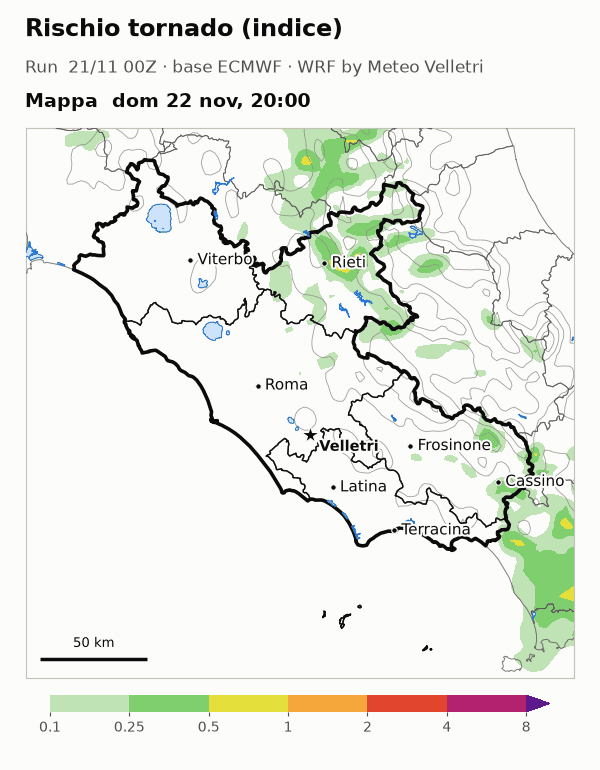 Rischio tornado (indice)
Run  21/11 00Z · base ECMWF · WRF by Meteo Velletri
Mappa  dom 22 nov, 20:00
Viterbo
Rieti
Roma
Velletri
Frosinone
Cassino
Latina
Terracina
50 km
0.1 0.25 0.5 1 2 4 8